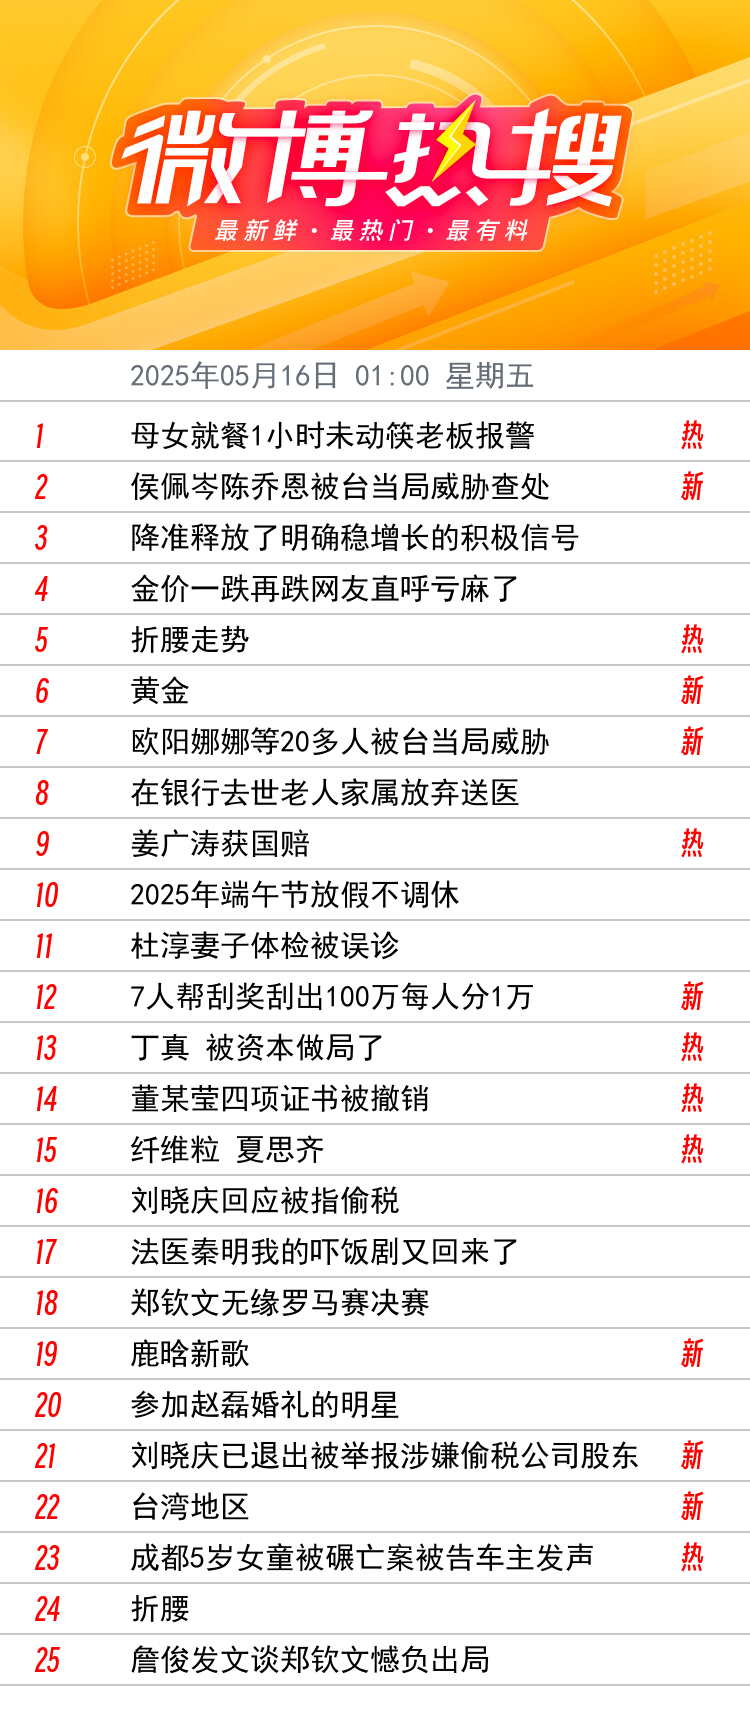 微博热搜
最新鲜·最热门·最有料
2025年05月16日 01:00 星期五
1 母女就餐1小时未动筷老板报警 热
2 侯佩岑陈乔恩被台当局威胁查处 新
3 降准释放了明确稳增长的积极信号
4 金价一跌再跌网友直呼亏麻了
5 折腰走势 热
6 黄金 新
7 欧阳娜娜等20多人被台当局威胁 新
8 在银行去世老人家属放弃送医
9 姜广涛获国赔 热
10 2025年端午节放假不调休
11 杜淳妻子体检被误诊
12 7人帮刮奖刮出100万每人分1万 新
13 丁真 被资本做局了 热
14 董某莹四项证书被撤销 热
15 纤维粒 夏思齐 热
16 刘晓庆回应被指偷税
17 法医秦明我的吓饭剧又回来了
18 郑钦文无缘罗马赛决赛
19 鹿晗新歌 新
20 参加赵磊婚礼的明星
21 刘晓庆已退出被举报涉嫌偷税公司股东 新
22 台湾地区 新
23 成都5岁女童被碾亡案被告车主发声 热
24 折腰
25 詹俊发文谈郑钦文憾负出局